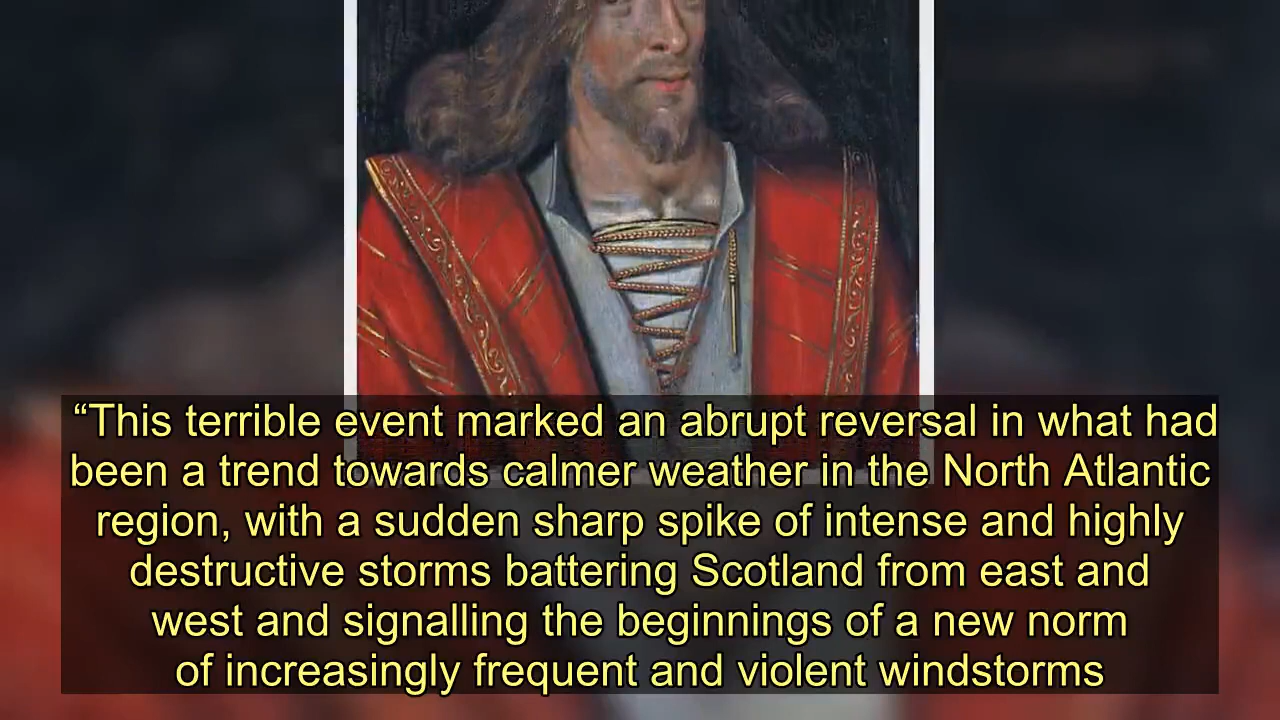 “This terrible event marked an abrupt reversal in what had
been a trend towards calmer weather in the North Atlantic
region, with a sudden sharp spike of intense and highly
destructive storms battering Scotland from east and
west and signalling the beginnings of a new norm
of increasingly frequent and violent windstorms